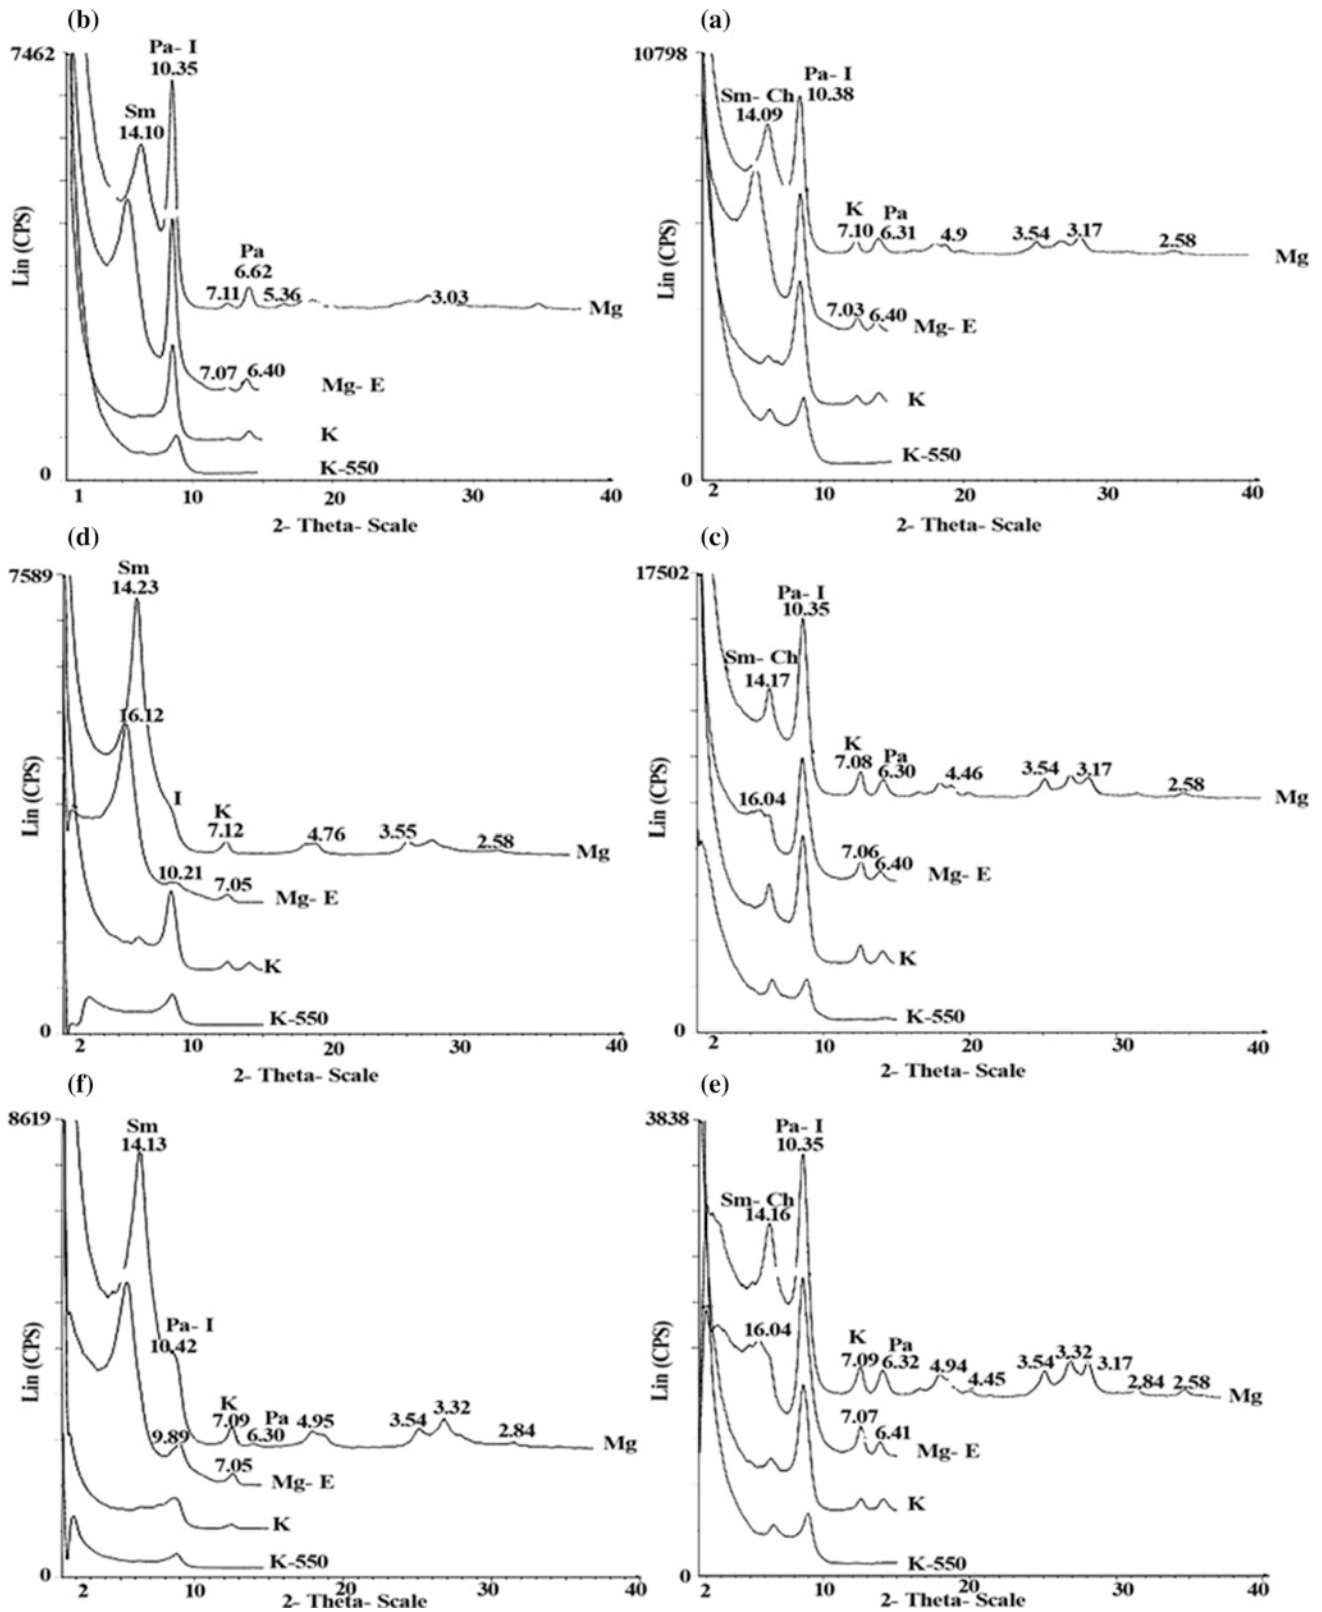 (b)
7462
Pa- I
10.35
Sm
14.10
Lin (CPS)
Pa
6.62
7.11
5.36
3.03
Mg
7.07
6.40
Mg- E
K
K-550
0
1
10
20
30
40
2- Theta- Scale
(a)
10798
Pa- I
10.38
Sm- Ch
14.09
Lin (CPS)
K
7.10
Pa
6.31
4.9
3.54
3.17
2.58
Mg
7.03
6.40
Mg- E
K
K-550
0
2
10
20
30
40
2- Theta- Scale
(d)
7589
Sm
14.23
16.12
Lin (CPS)
I
K
7.12
4.76
3.55
2.58
Mg
10.21
7.05
Mg- E
K
K-550
0
2
10
20
30
40
2- Theta- Scale
(c)
17502
Pa- I
10.35
Sm- Ch
14.17
Lin (CPS)
K
7.08
Pa
6.30
4.46
3.54
3.17
2.58
Mg
16.04
7.06
6.40
Mg- E
K
K-550
0
2
10
20
30
40
2- Theta- Scale
(f)
8619
Sm
14.13
Pa- I
10.42
Lin (CPS)
K
7.09
Pa
6.30
4.95
3.54
3.32
2.84
Mg
9.89
7.05
Mg- E
K
K-550
0
2
10
20
30
40
2- Theta- Scale
(e)
3838
Pa- I
10.35
Sm- Ch
14.16
Lin (CPS)
16.04
K
7.09
Pa
6.32
4.94
4.45
3.54
3.32
3.17
2.84
2.58
Mg
7.07
6.41
Mg- E
K
K-550
0
2
10
20
30
40
2- Theta- Scale